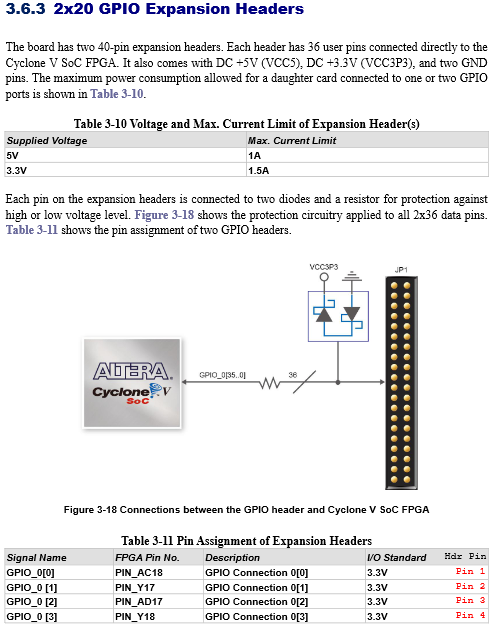 3.6.3 2x20 GPIO Expansion Headers
The board has two 40-pin expansion headers. Each header has 36 user pins connected directly to the
Cyclone V SoC FPGA. It also comes with DC +5V (VCC5), DC +3.3V (VCC3P3), and two GND
pins. The maximum power consumption allowed for a daughter card connected to one or two GPIO
ports is shown in Table 3-10.
Table 3-10 Voltage and Max. Current Limit of Expansion Header(s)
Supplied Voltage Max. Current Limit
5V 1A
3.3V 1.5A
Each pin on the expansion headers is connected to two diodes and a resistor for protection against
high or low voltage level. Figure 3-18 shows the protection circuitry applied to all 2x36 data pins.
Table 3-11 shows the pin assignment of two GPIO headers.
VCC3P3
JP1
ALTERA.
Cyclone V
SoC
GPIO_0[35..0]
36
Figure 3-18 Connections between the GPIO header and Cyclone V SoC FPGA
Table 3-11 Pin Assignment of Expansion Headers
Signal Name FPGA Pin No. Description I/O Standard Hdr Pin
GPIO_0[0] PIN_AC18 GPIO Connection 0[0] 3.3V Pin 1
GPIO_0 [1] PIN_Y17 GPIO Connection 0[1] 3.3V Pin 2
GPIO_0 [2] PIN_AD17 GPIO Connection 0[2] 3.3V Pin 3
GPIO_0 [3] PIN_Y18 GPIO Connection 0[3] 3.3V Pin 4